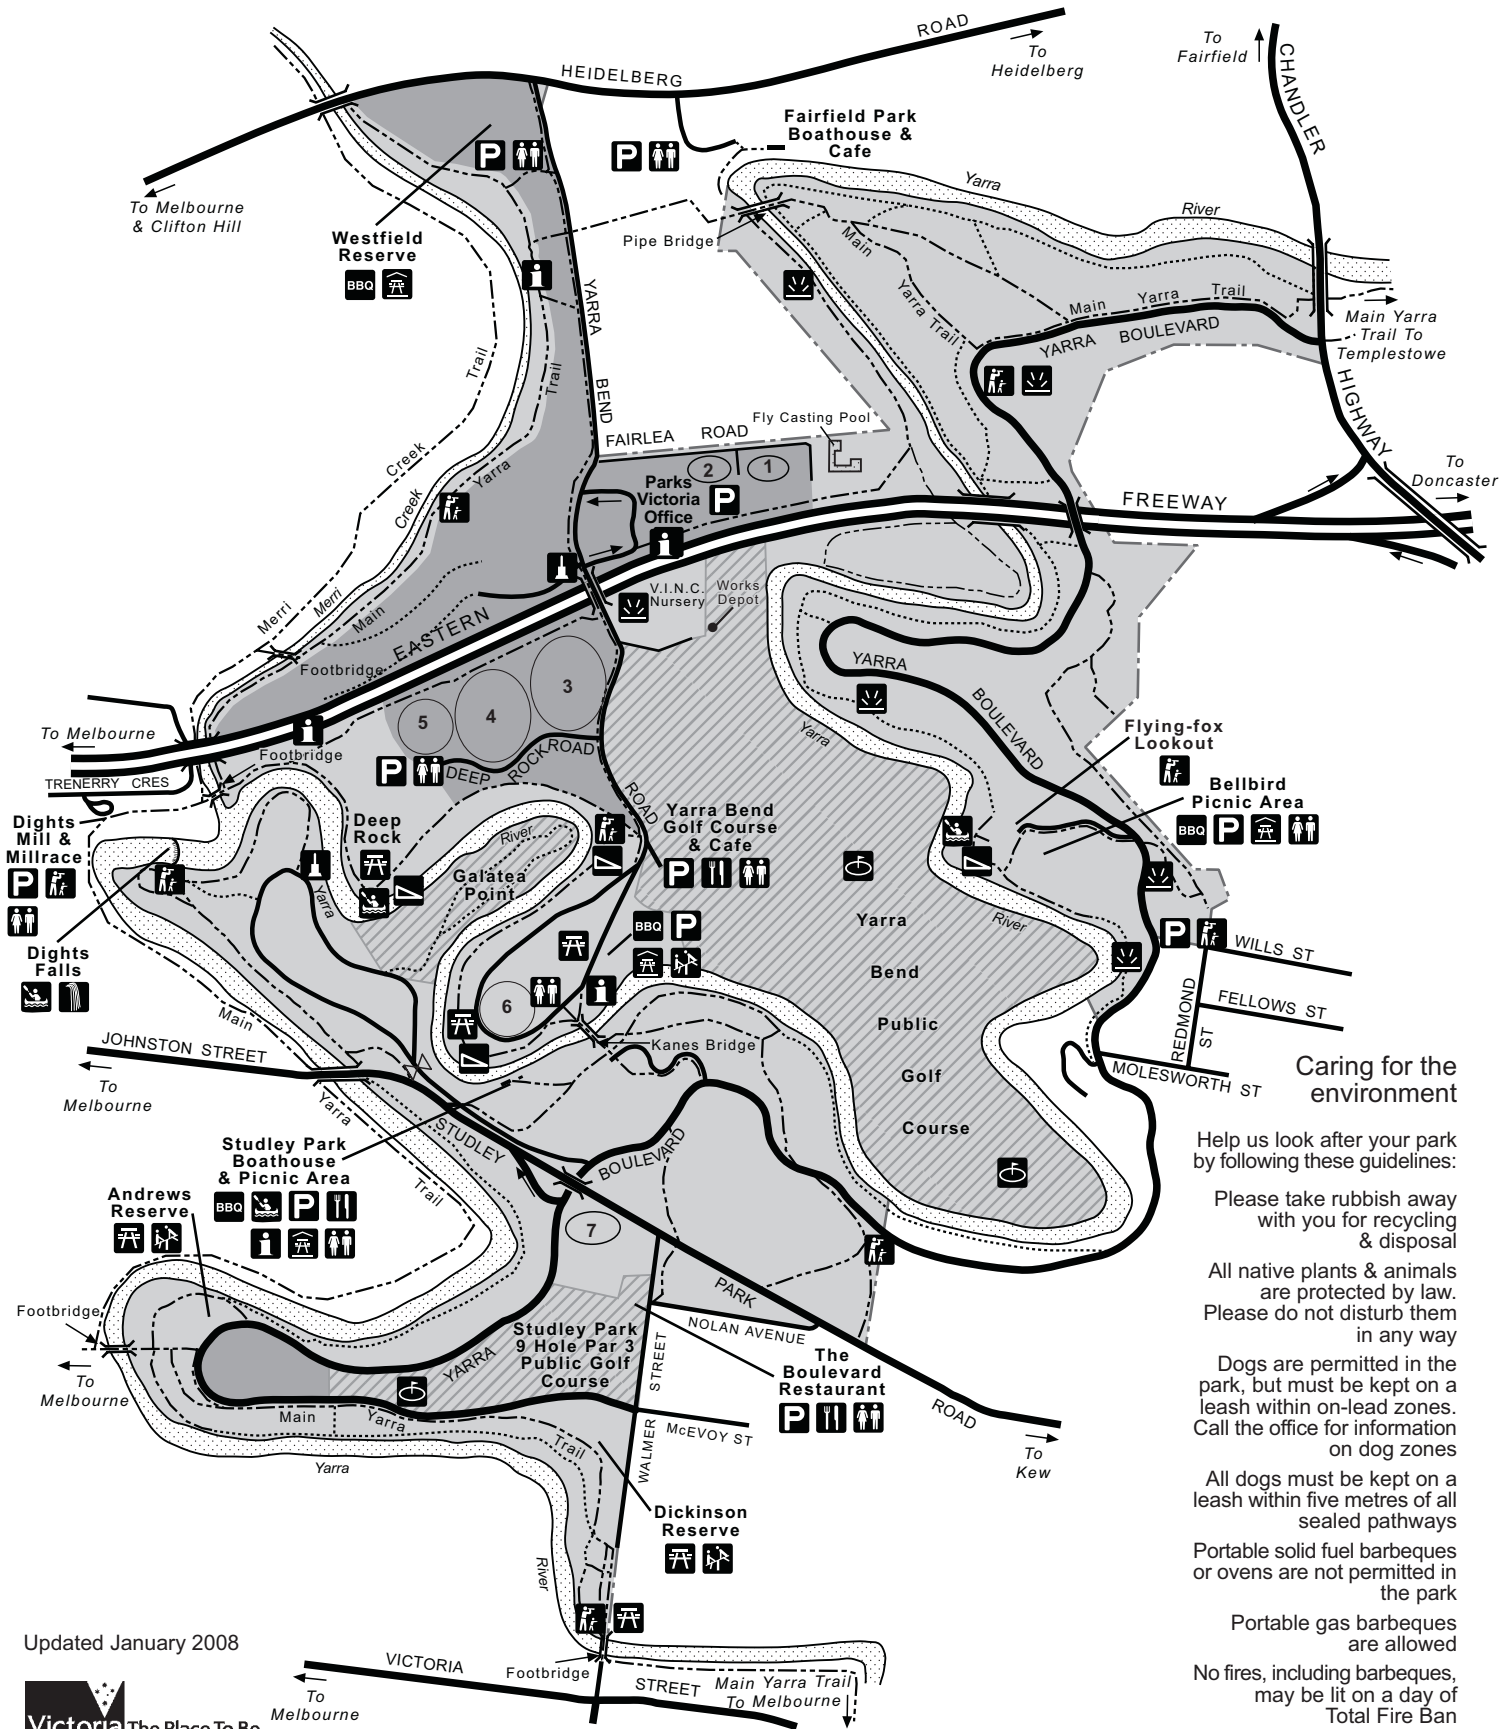 HEIDELBERG
ROAD
To
Heidelberg
To
Fairfield
CHANDLER
HIGHWAY
To Melbourne
& Clifton Hill
Westfield
Reserve
BBQ
P
P
Fairfield Park
Boathouse &
Cafe
Yarra
River
Pipe Bridge
Main
Yarra Trail
Main Yarra Trail
YARRA BOULEVARD
Main Yarra
Trail To
Templestowe
YARRA
BEND
Trail
Trail
Creek
Creek
Yarra
Merri
Merri
Main
FAIRLEA ROAD
Fly Casting Pool
2
1
Parks
Victoria
Office
P
To
Doncaster
FREEWAY
EASTERN
V.I.N.C.
Nursery
Works
Depot
Footbridge
3
4
5
To Melbourne
TRENERRY CRES
Footbridge
P
DEEP ROCK ROAD
ROAD
YARRA
BOULEVARD
Yarra
Flying-fox
Lookout
Bellbird
Picnic Area
BBQ P
Dights
Mill &
Millrace
P
Deep
Rock
River
Galatea
Point
Yarra
Yarra Bend
Golf Course
& Cafe
P
BBQ P
Yarra
Bend
Public
Golf
Course
River
P
WILLS ST
FELLOWS ST
REDMOND
ST
MOLESWORTH ST
Dights
Falls
Main
6
Kanes Bridge
JOHNSTON STREET
To
Melbourne
Yarra
Trail
STUDLEY
BOULEVARD
Studley Park
Boathouse
& Picnic Area
BBQ P
Andrews
Reserve
7
PARK
NOLAN AVENUE
Footbridge
To
Melbourne
Studley Park
9 Hole Par 3
Public Golf
Course
YARRA
STREET
WALMER
The
Boulevard
Restaurant
P
ROAD
To
Kew
Main
Yarra
Trail
McEVOY ST
Yarra
River
Dickinson
Reserve
Footbridge
VICTORIA
STREET
To
Melbourne
Main Yarra Trail
To Melbourne
Caring for the
environment
Help us look after your park
by following these guidelines:
Please take rubbish away
with you for recycling
& disposal
All native plants & animals
are protected by law.
Please do not disturb them
in any way
Dogs are permitted in the
park, but must be kept on a
leash within on-lead zones.
Call the office for information
on dog zones
All dogs must be kept on a
leash within five metres of all
sealed pathways
Portable solid fuel barbeques
or ovens are not permitted in
the park
Portable gas barbeques
are allowed
No fires, including barbeques,
may be lit on a day of
Total Fire Ban
Updated January 2008
Victoria The Place To Be